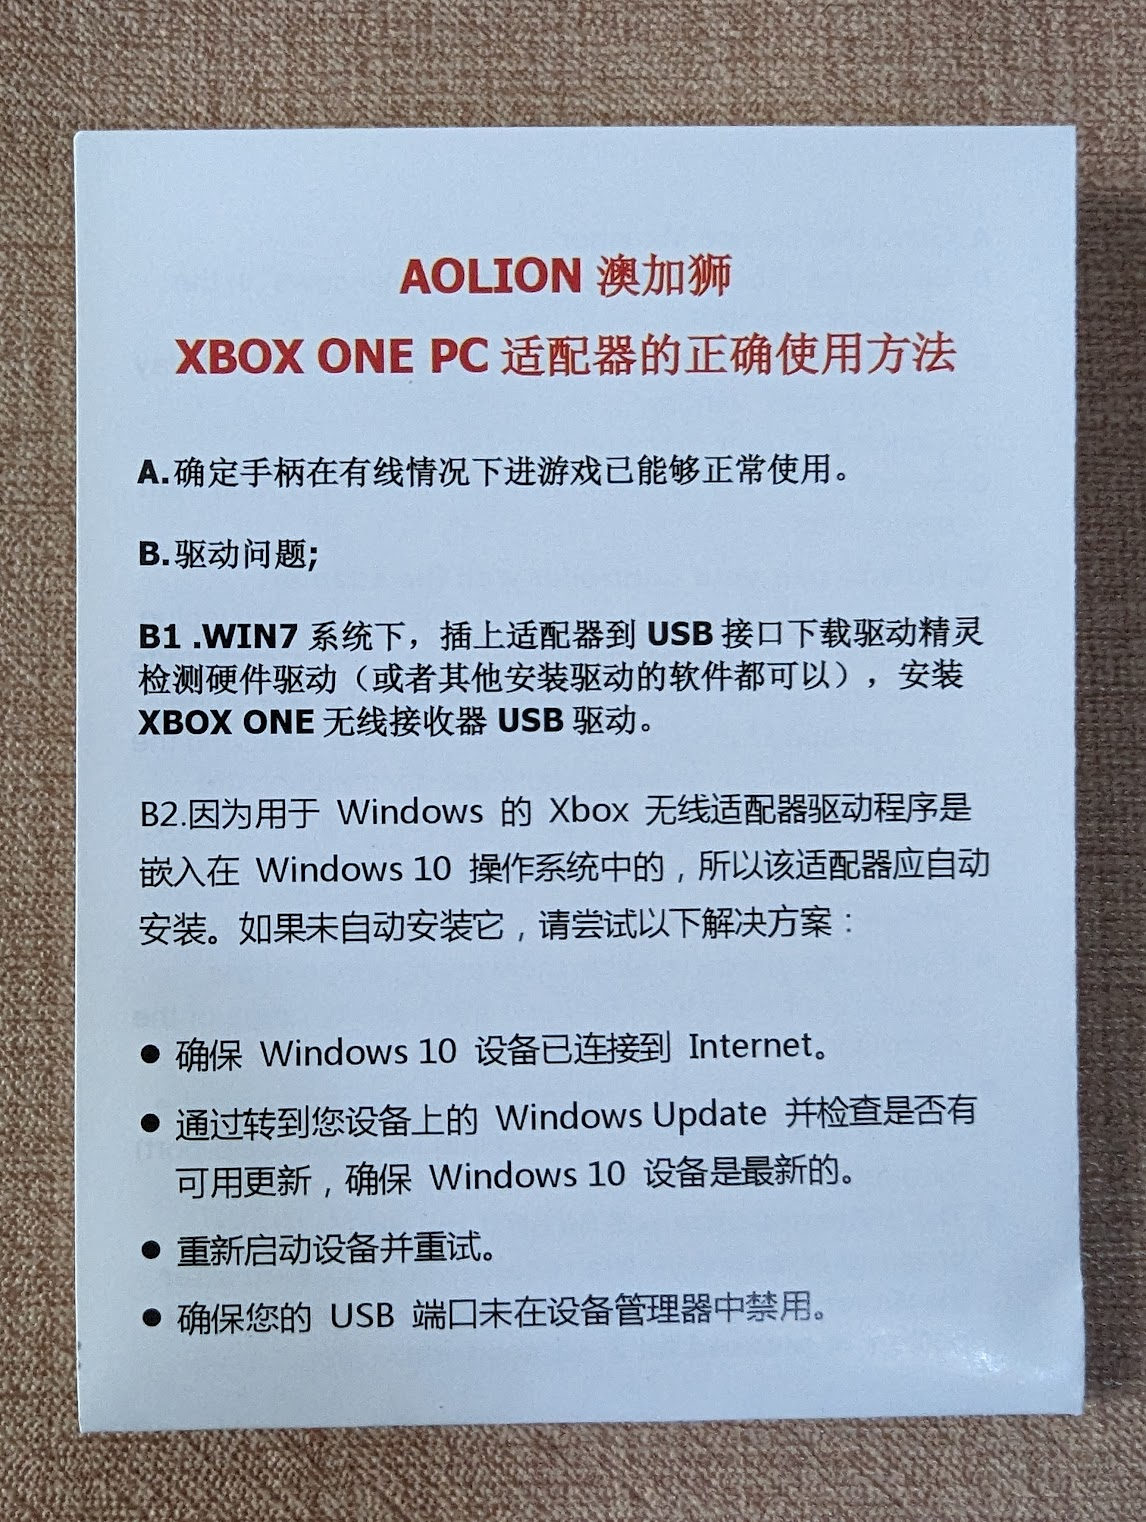 AOLION 澳加狮
XBOX ONE PC 适配器的正确使用方法
A.确定手柄在有线情况下进游戏已能够正常使用。
B.驱动问题;
B1 .WIN7 系统下，插上适配器到 USB 接口下载驱动精灵
检测硬件驱动（或者其他安装驱动的软件都可以），安装
XBOX ONE 无线接收器 USB 驱动。
B2.因为用于 Windows 的 Xbox 无线适配器驱动程序是
嵌入在 Windows 10 操作系统中的，所以该适配器应自动
安装。如果未自动安装它，请尝试以下解决方案：
● 确保 Windows 10 设备已连接到 Internet。
● 通过转到您设备上的 Windows Update 并检查是否有
可用更新，确保 Windows 10 设备是最新的。
● 重新启动设备并重试。
● 确保您的 USB 端口未在设备管理器中禁用。